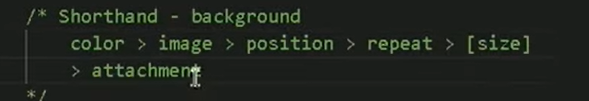 /* Shorthand - background
color > image > position > repeat > [size]
> attachment
*/